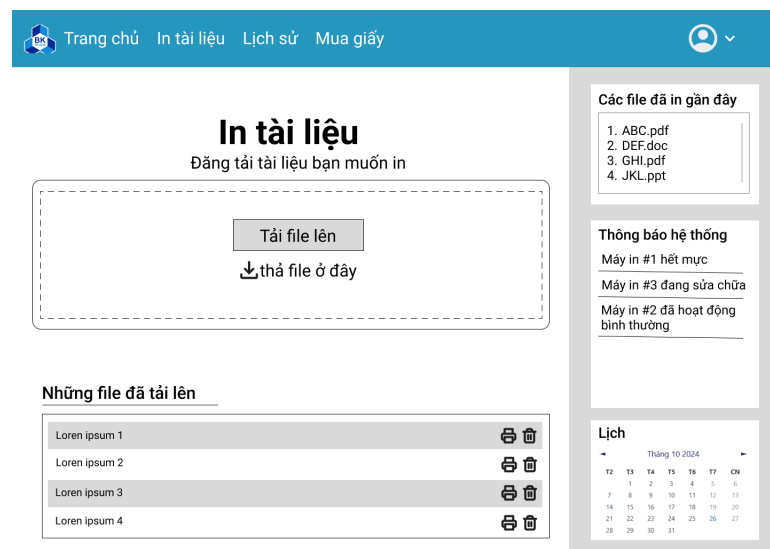 BK
Trang chủ In tài liệu Lịch sử Mua giấy
In tài liệu
Đăng tải tài liệu bạn muốn in
Tải file lên
thả file ở đây
Những file đã tải lên
Loren ipsum 1
Loren ipsum 2
Loren ipsum 3
Loren ipsum 4
Các file đã in gần đây
1. ABC.pdf
2. DEF.doc
3. GHI.pdf
4. JKL.ppt
Thông báo hệ thống
Máy in #1 hết mực
Máy in #3 đang sửa chữa
Máy in #2 đã hoạt động
bình thường
Lịch
Tháng 10 2024
T2 T3 T4 T5 T6 T7 CN
1 2 3 4 5 6
7 8 9 10 11 12 13
14 15 16 17 18 19 20
21 22 23 24 25 26 27
28 29 30 31